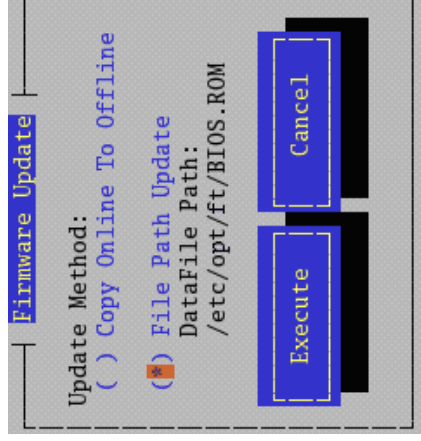 Firmware Update
Update Method:
( ) Copy Online To Offline
(*) File Path Update
DataFile Path:
/etc/opt/ft/BIOS.ROM
Execute
Cancel